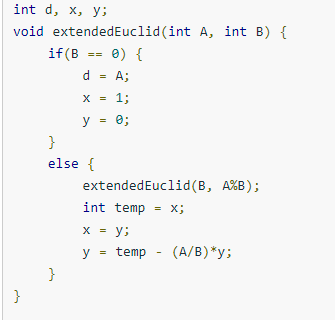 int d, x, y;
void extendedEuclid(int A, int B) {
    if(B == 0) {
        d = A;
        x = 1;
        y = 0;
    }
    else {
        extendedEuclid(B, A%B);
        int temp = x;
        x = y;
        y = temp - (A/B)*y;
    }
}